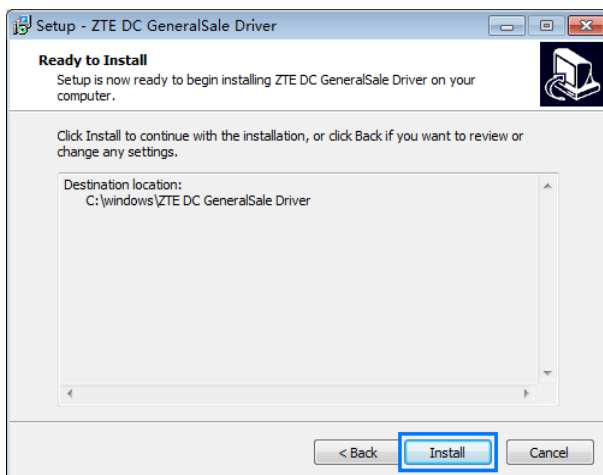 Setup - ZTE DC GeneralSale Driver
Ready to Install
Setup is now ready to begin installing ZTE DC GeneralSale Driver on your
computer.
Click Install to continue with the installation, or click Back if you want to review or
change any settings.
Destination location:
C:\windows\ZTE DC GeneralSale Driver
< Back Install Cancel